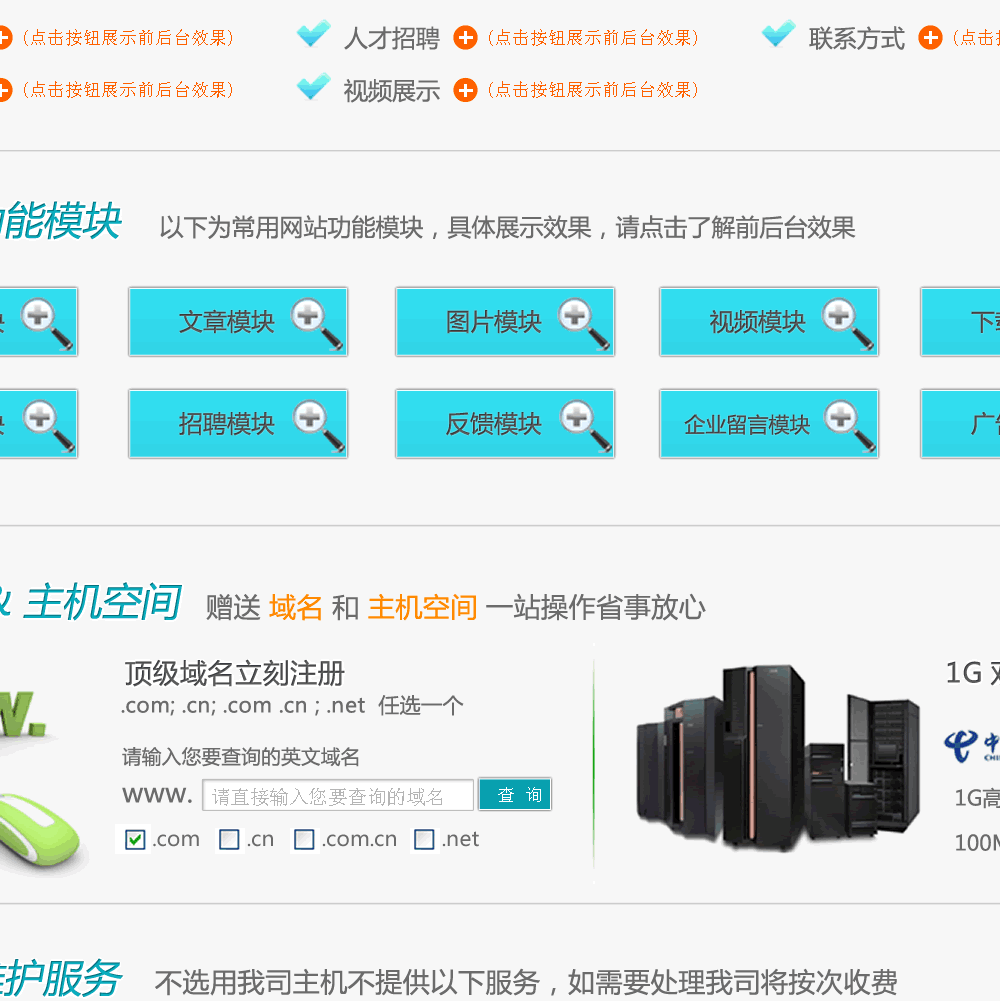 (点击按钮展示前后台效果) 人才招聘 (点击按钮展示前后台效果) 联系方式 (点击
(点击按钮展示前后台效果) 视频展示 (点击按钮展示前后台效果)
功能模块 以下为常用网站功能模块，具体展示效果，请点击了解前后台效果
文章模块 图片模块 视频模块 下
招聘模块 反馈模块 企业留言模块 广
& 主机空间 赠送 域名 和 主机空间 一站操作省事放心
顶级域名立刻注册 1G
.com; .cn; .com .cn ; .net 任选一个
请输入您要查询的英文域名
www. 请直接输入您要查询的域名 查 询
.com .cn .com.cn .net
1G高
100M
维护服务 不选用我司主机不提供以下服务，如需要处理我司将按次收费